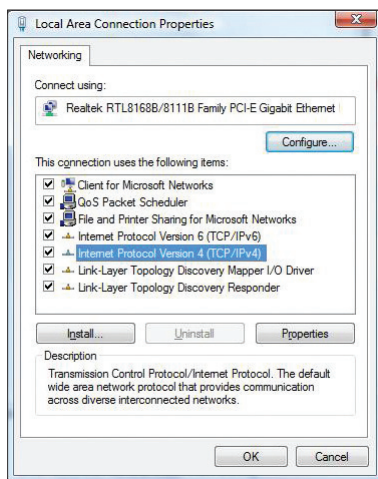 Local Area Connection Properties
Networking
Connect using:
Realtek RTL8168B/8111B Family PCI-E Gigabit Ethernet
Configure...
This connection uses the following items:
Client for Microsoft Networks
QoS Packet Scheduler
File and Printer Sharing for Microsoft Networks
Internet Protocol Version 6 (TCP/IPv6)
Internet Protocol Version 4 (TCP/IPv4)
Link-Layer Topology Discovery Mapper I/O Driver
Link-Layer Topology Discovery Responder
Install... Uninstall Properties
Description
Transmission Control Protocol/Internet Protocol. The default
wide area network protocol that provides communication
across diverse interconnected networks.
OK Cancel